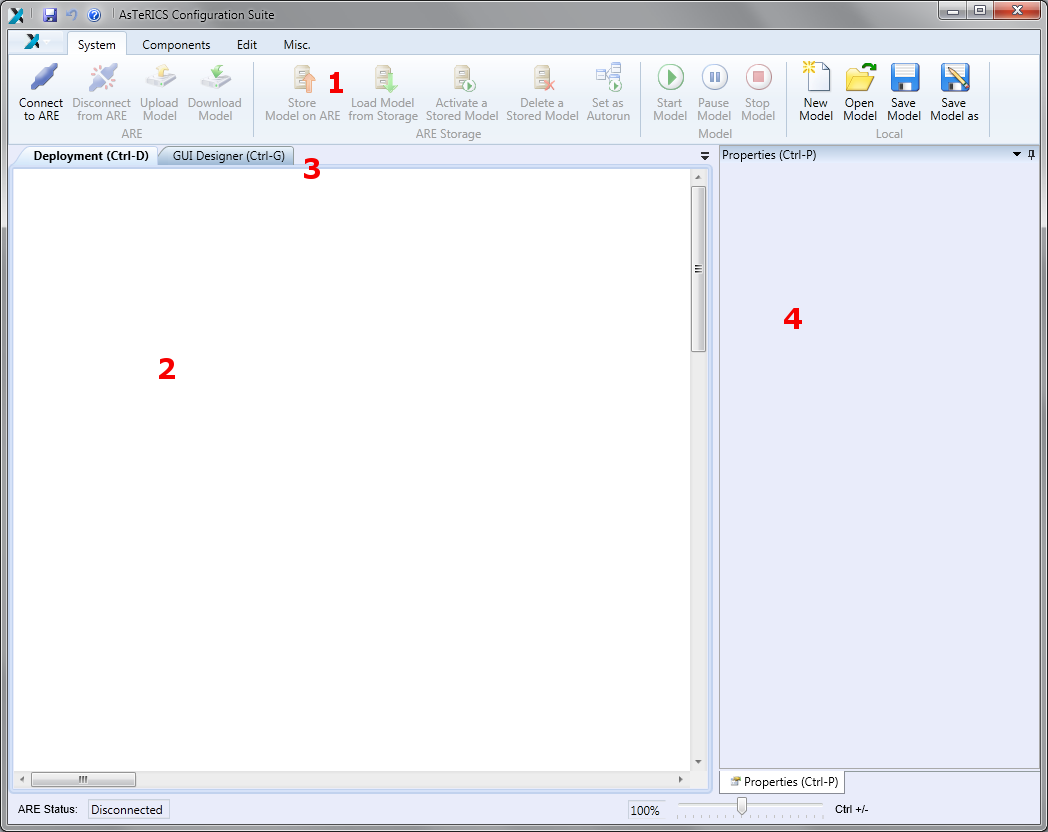 AsTeRICS Configuration Suite
System Components Edit Misc.
Connect to ARE
Disconnect from ARE
Upload Model
Download Model
ARE
Store Model on ARE
1
Load Model from Storage
Activate a Stored Model
Delete a Stored Model
Set as Autorun
ARE Storage
Start Model
Pause Model
Stop Model
Model
New Model
Open Model
Save Model
Save Model as
Local
Deployment (Ctrl-D)
GUI Designer (Ctrl-G)
3
Properties (Ctrl-P)
2
4
Properties (Ctrl-P)
ARE Status: Disconnected
100%
Ctrl +/-